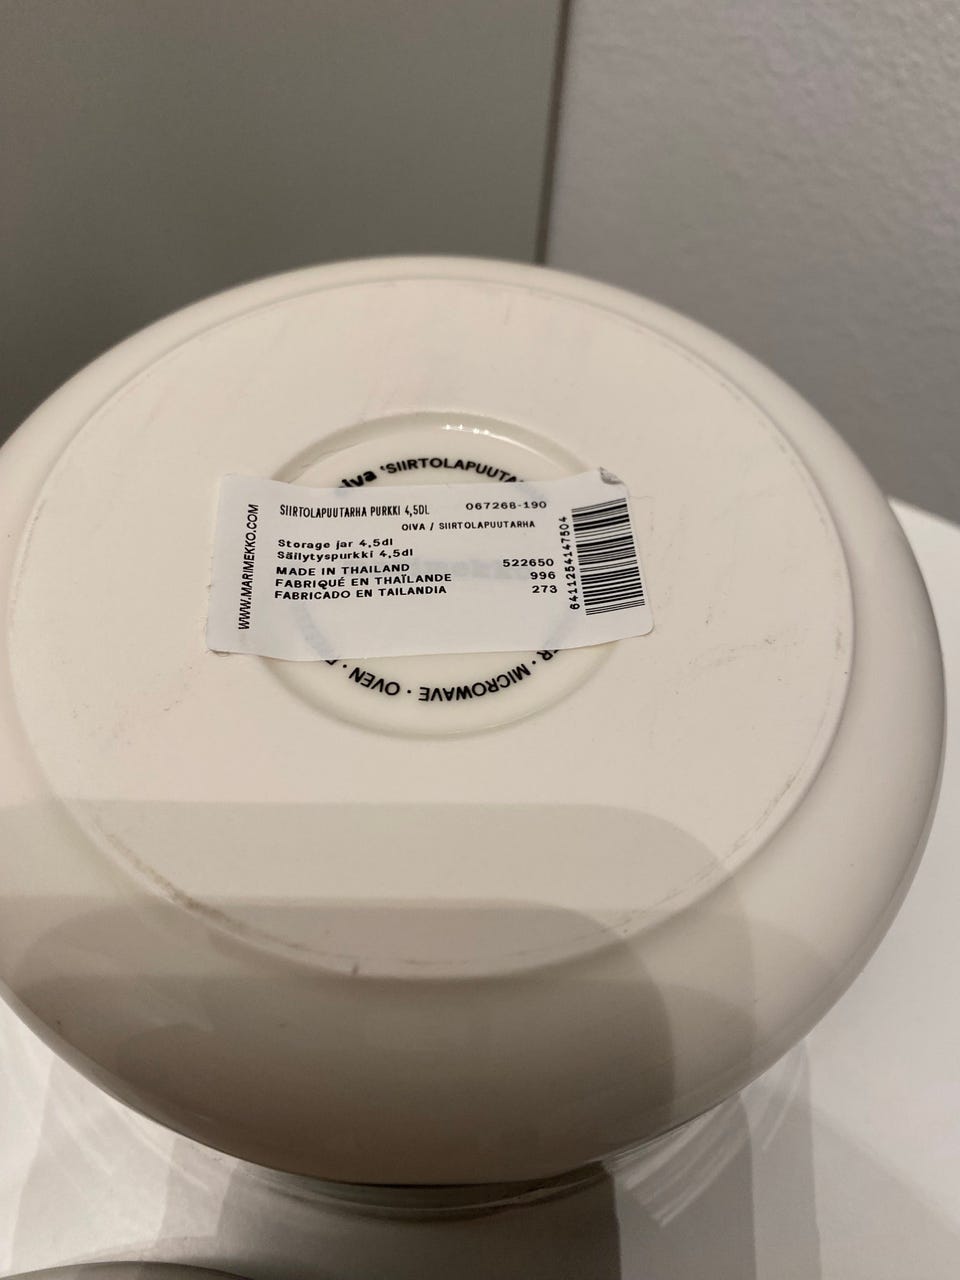 'SIIRTOLAPUUTA
WWW.MARIMEKKO.COM
SIIRTOLAPUUTARHA PURKKI 4,5DL 067268-190
OIVA / SIIRTOLAPUUTARHA
Storage jar 4,5dl
Säilytyspurkki 4,5dl
MADE IN THAILAND 522650
FABRIQUÉ EN THAÏLANDE 996
FABRICADO EN TAILANDIA 273
6411254147504
· MICROWAVE · OVEN ·